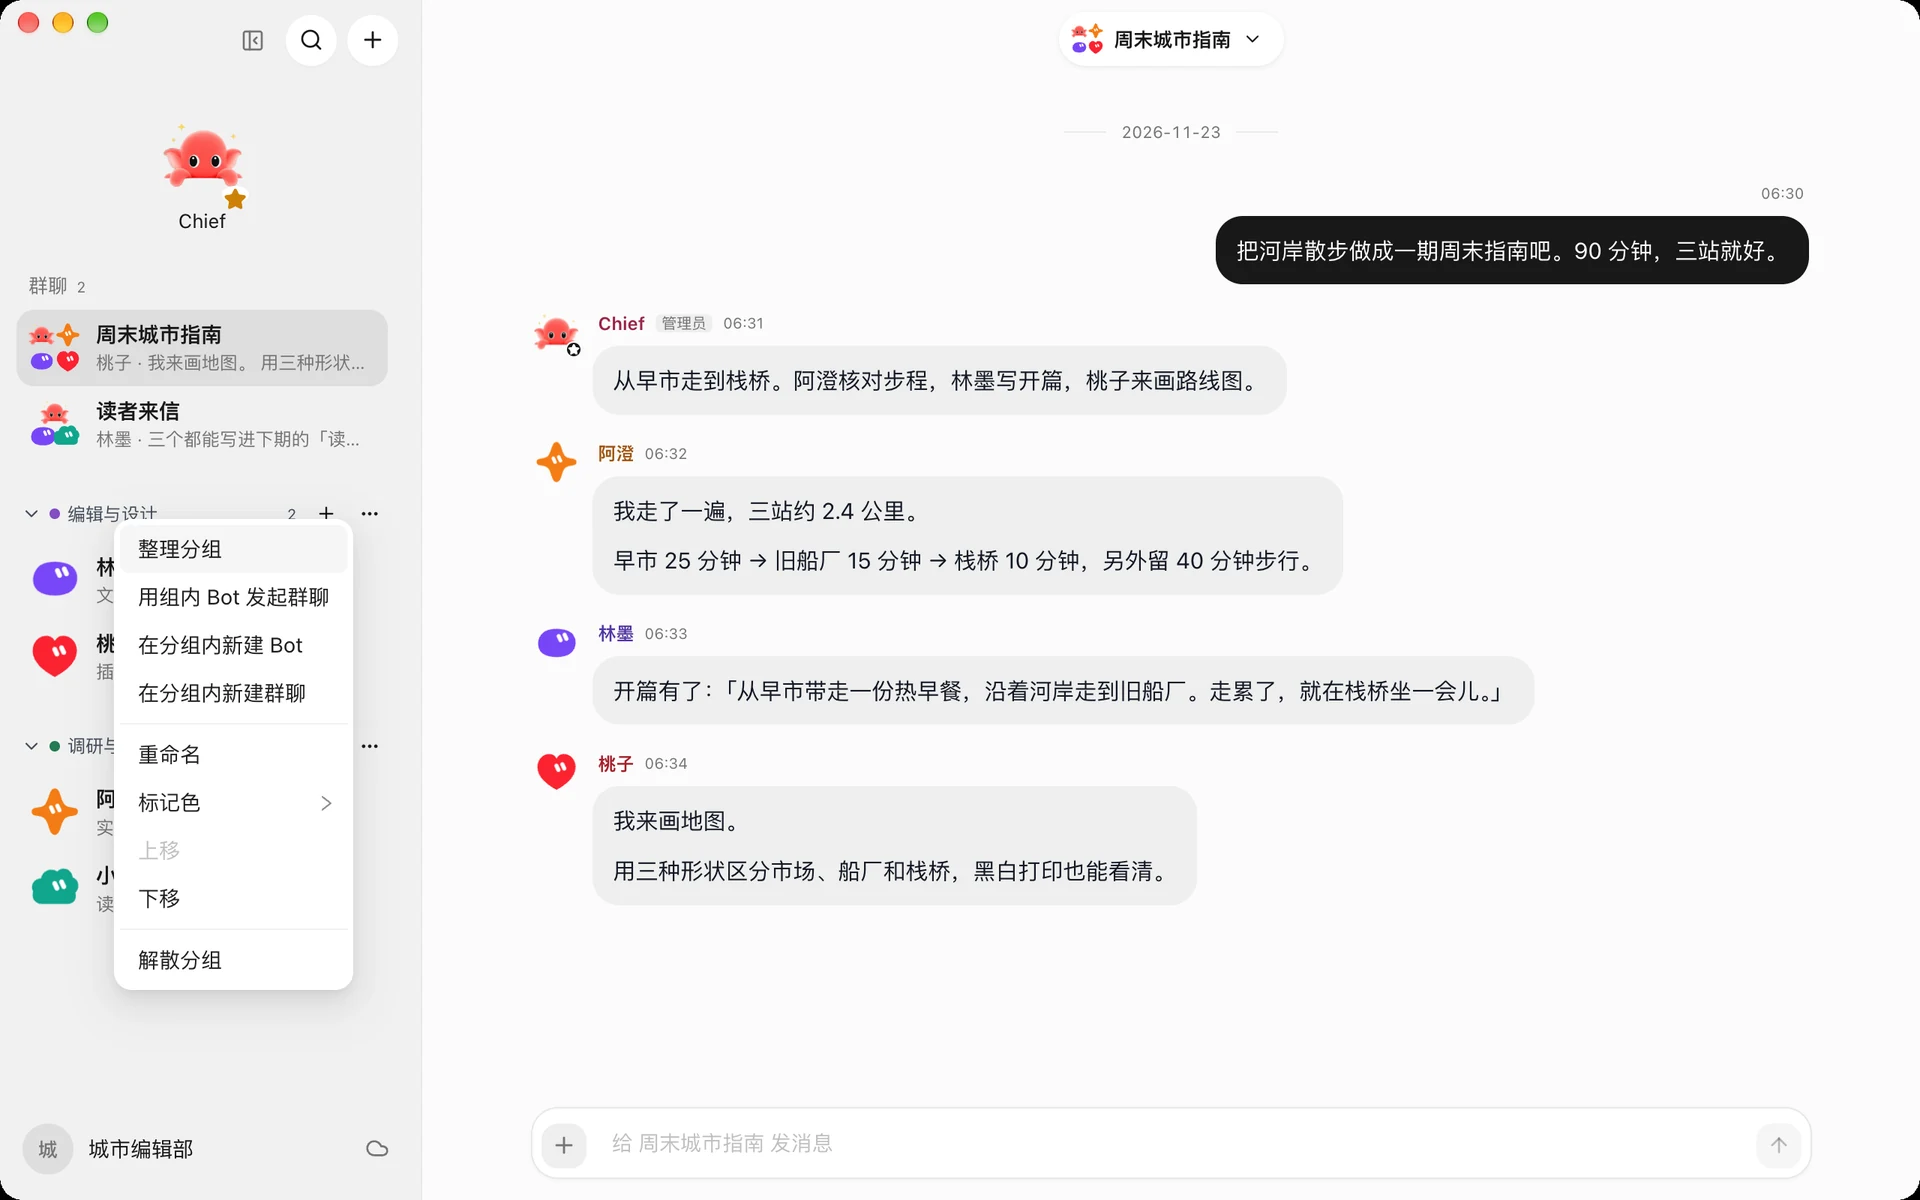 Chief
群聊 2
周末城市指南
桃子 · 我来画地图。 用三种形状...
读者来信
林墨 · 三个都能写进下期的「读...
编辑与设计 2
林
文
桃
插
调研与
阿
实
小
读
整理分组
用组内 Bot 发起群聊
在分组内新建 Bot
在分组内新建群聊
重命名
标记色
上移
下移
解散分组
城 城市编辑部
周末城市指南
2026-11-23
06:30
把河岸散步做成一期周末指南吧。90 分钟，三站就好。
Chief 管理员 06:31
从早市走到栈桥。阿澄核对步程，林墨写开篇，桃子来画路线图。
阿澄 06:32
我走了一遍，三站约 2.4 公里。
早市 25 分钟 → 旧船厂 15 分钟 → 栈桥 10 分钟，另外留 40 分钟步行。
林墨 06:33
开篇有了：「从早市带走一份热早餐，沿着河岸走到旧船厂。走累了，就在栈桥坐一会儿。」
桃子 06:34
我来画地图。
用三种形状区分市场、船厂和栈桥，黑白打印也能看清。
给 周末城市指南 发消息